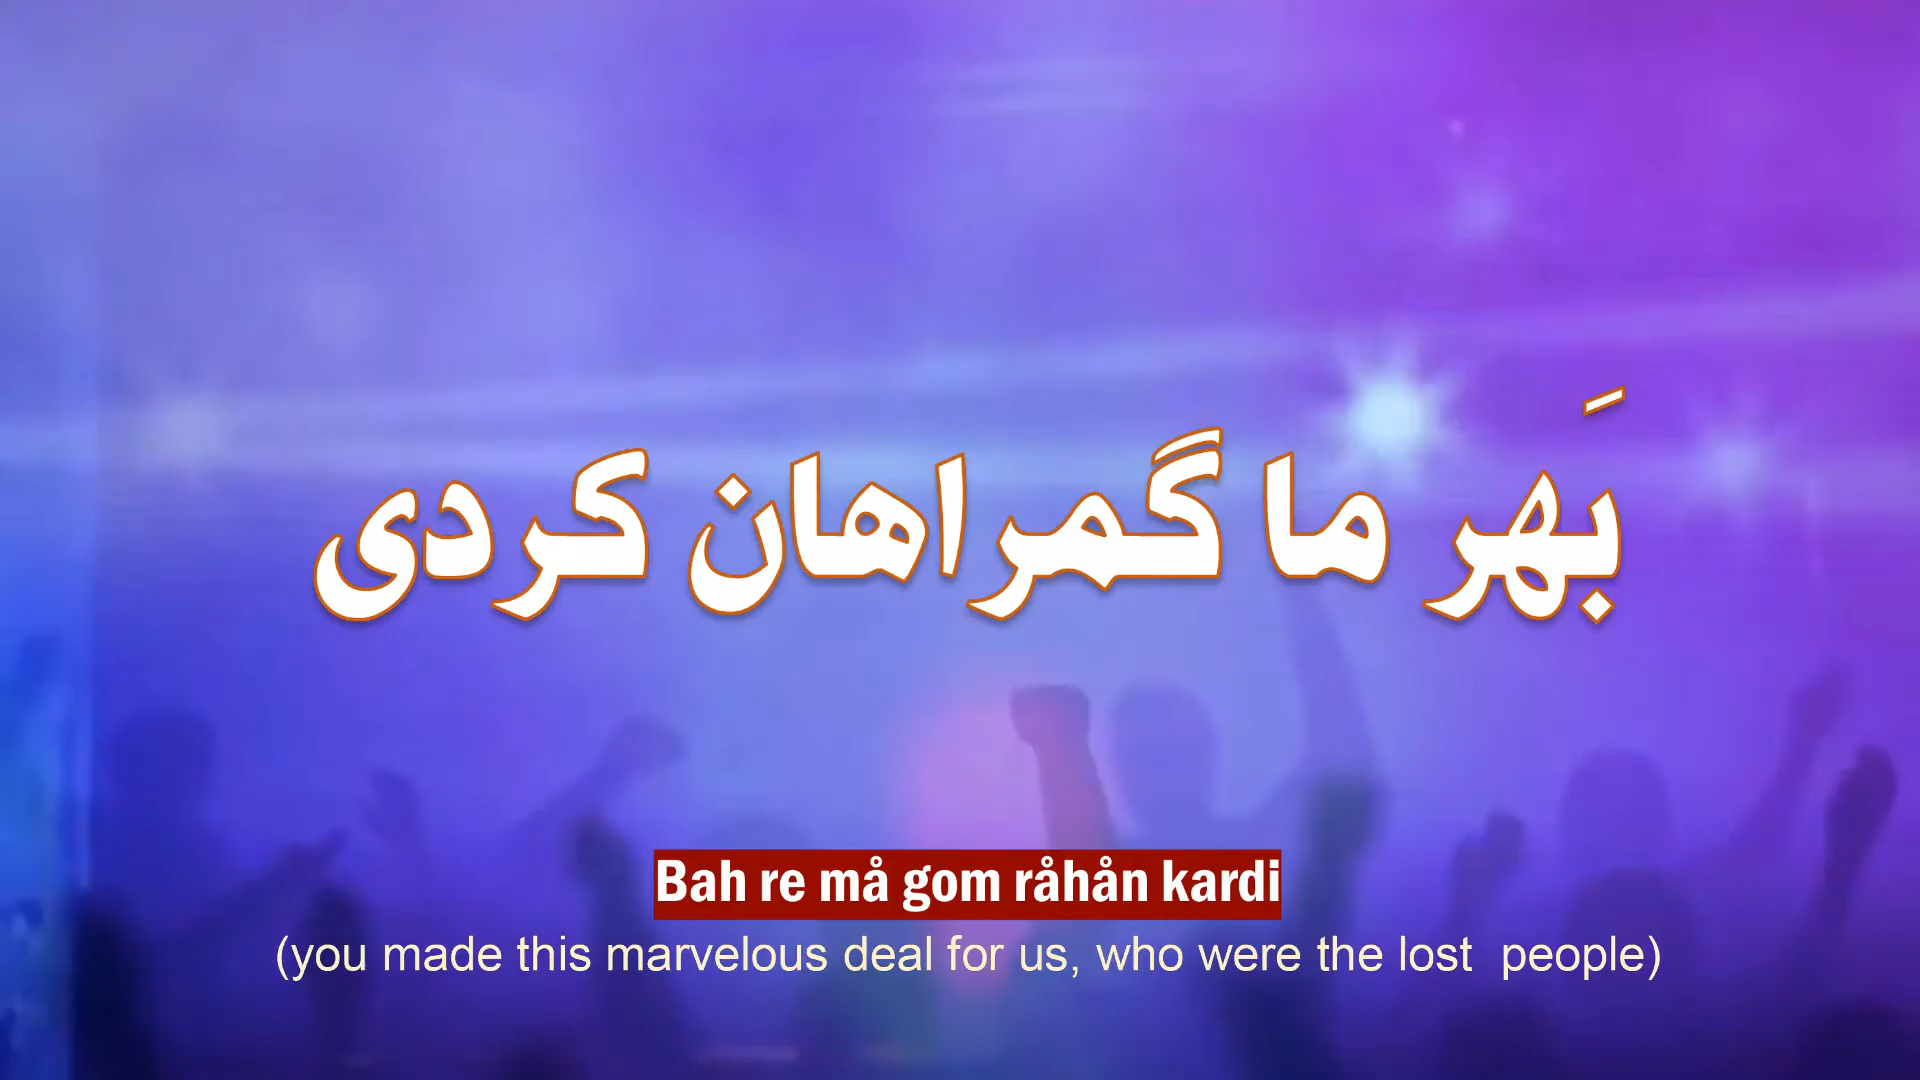 بَهر ما گمراهان کردی
Bah re må gom råhån kardi
(you made this marvelous deal for us, who were the lost  people)